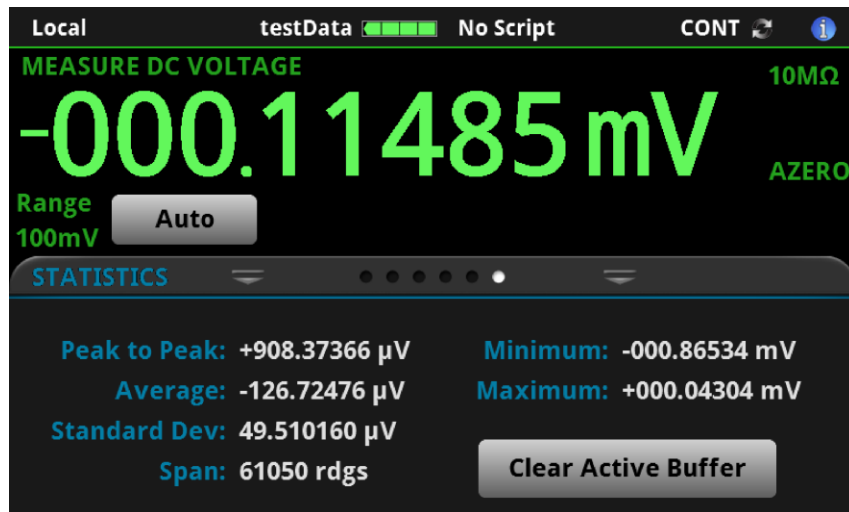 Local testData No Script CONT i
MEASURE DC VOLTAGE 10MΩ
-000.11485 mV
AZERO
Range
100mV Auto
STATISTICS
Peak to Peak: +908.37366 µV Minimum: -000.86534 mV
Average: -126.72476 µV Maximum: +000.04304 mV
Standard Dev: 49.510160 µV
Span: 61050 rdgs Clear Active Buffer